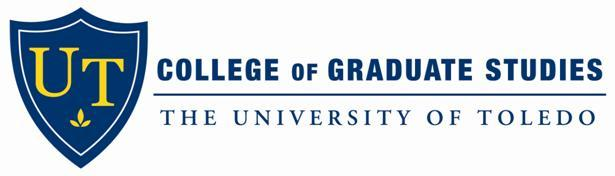 UT
COLLEGE OF GRADUATE STUDIES
THE UNIVERSITY OF TOLEDO